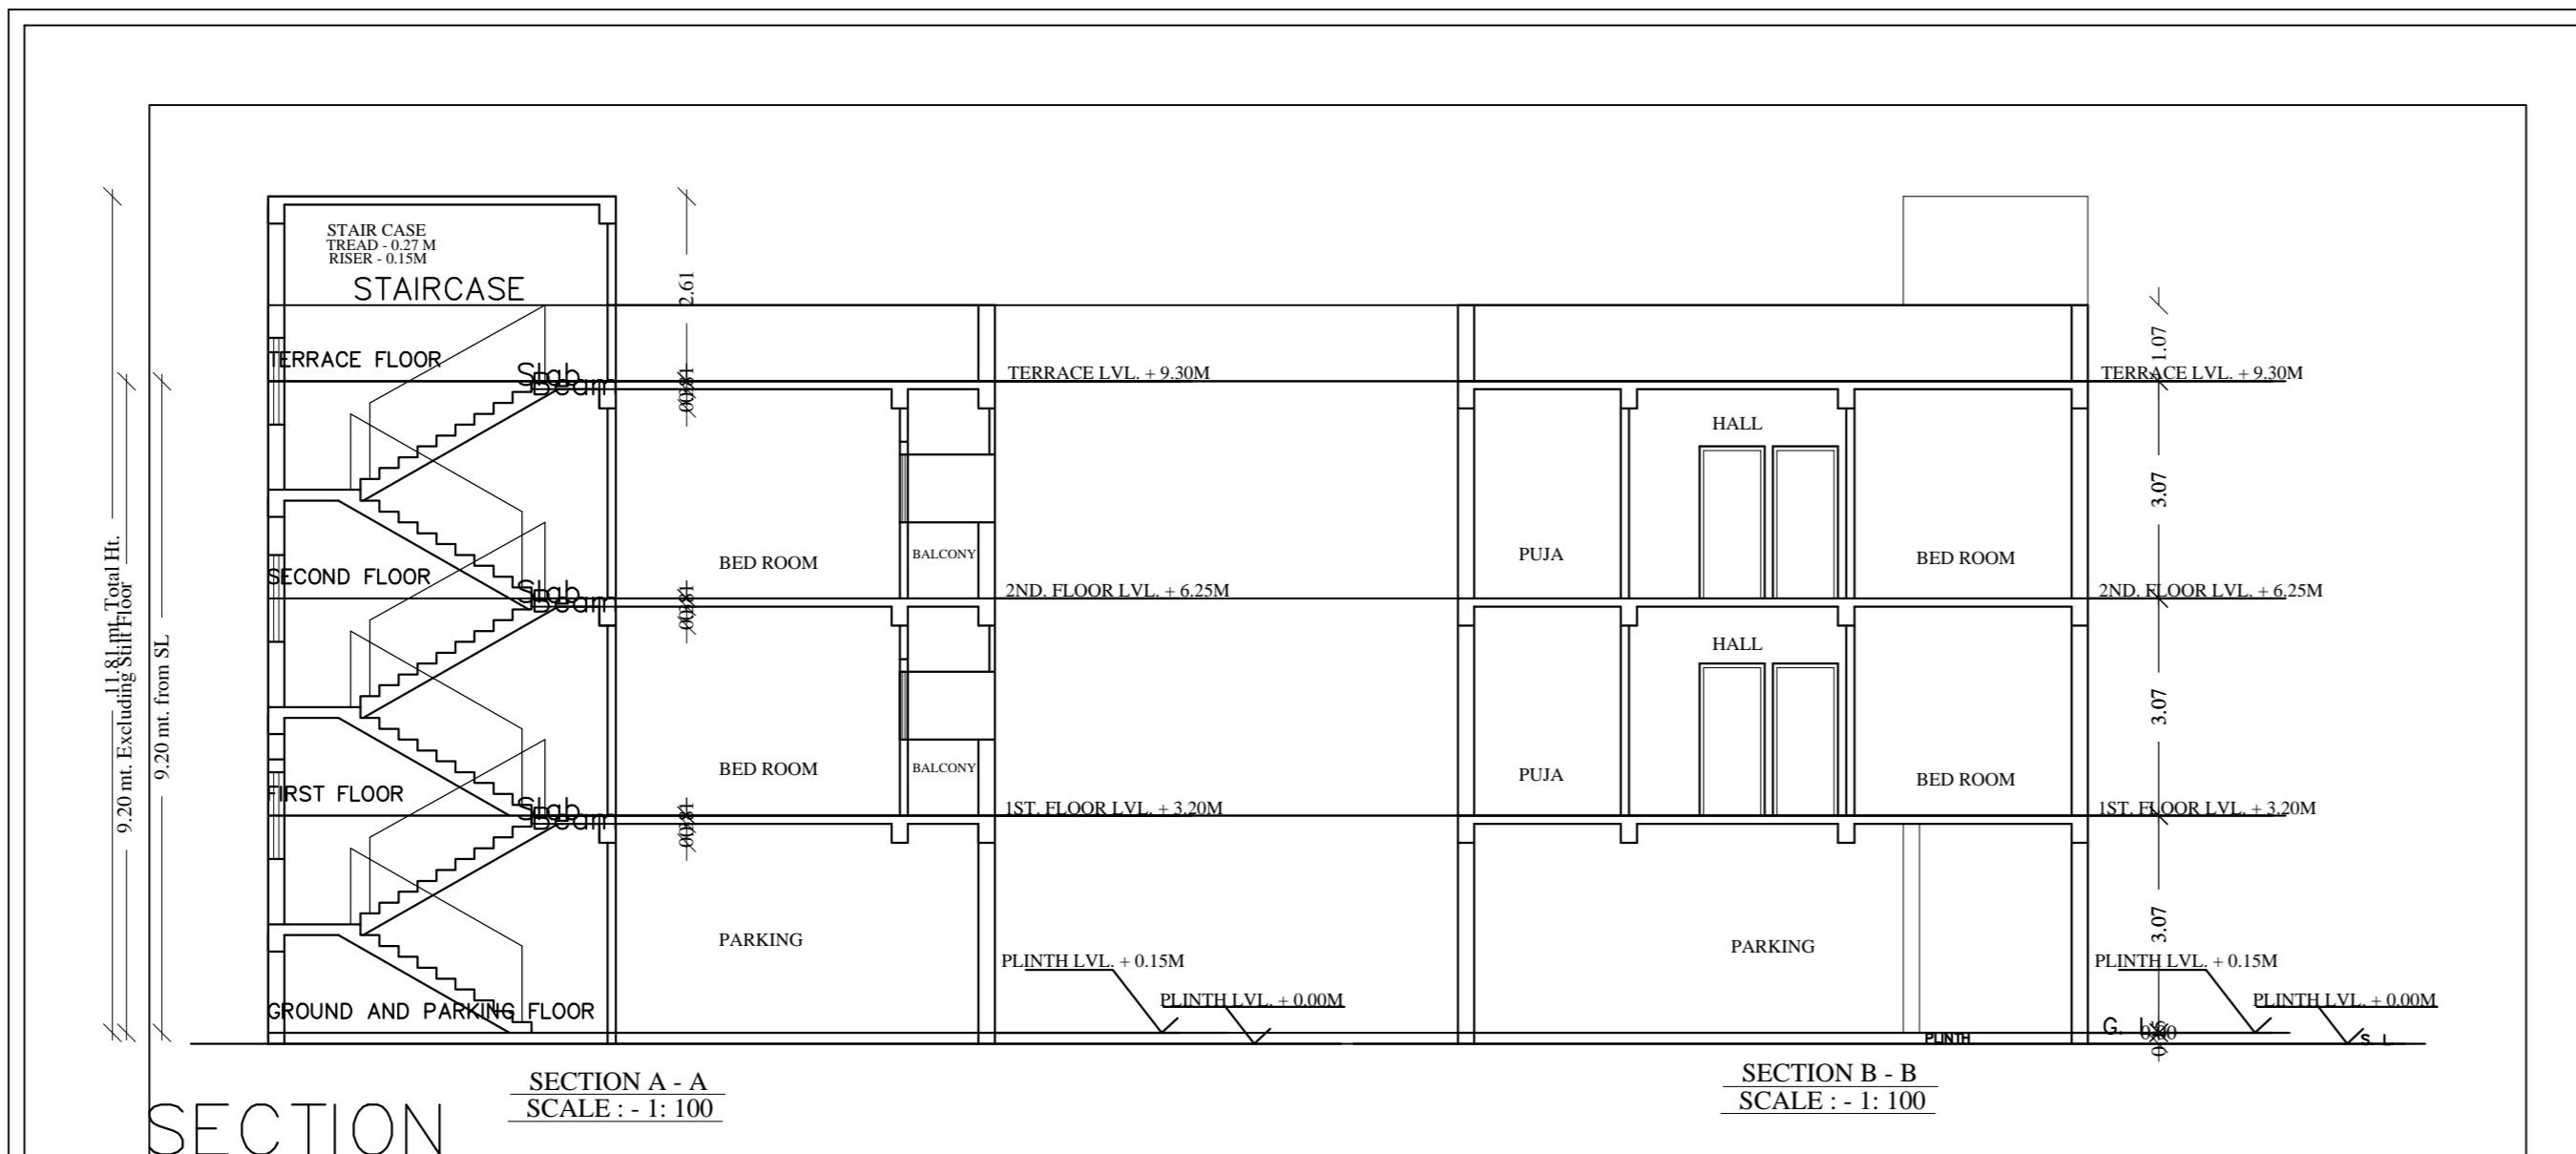 STAIR CASE
TREAD - 0.27 M
RISER - 0.15M
STAIRCASE
2.61
1.07
TERRACE FLOOR
Slab
Beam
TERRACE LVL. + 9.30M
TERRACE LVL. + 9.30M
HALL
3.07
11.81 mt. Total Ht.
9.20 mt. Excluding Stilt Floor
9.20 mt. from SL
BED ROOM
BALCONY
PUJA
BED ROOM
SECOND FLOOR
Slab
Beam
2ND. FLOOR LVL. + 6.25M
2ND. FLOOR LVL. + 6.25M
HALL
3.07
BED ROOM
BALCONY
PUJA
BED ROOM
FIRST FLOOR
Slab
Beam
1ST. FLOOR LVL. + 3.20M
1ST. FLOOR LVL. + 3.20M
3.07
PARKING
PARKING
PLINTH LVL. + 0.15M
PLINTH LVL. + 0.15M
PLINTH LVL. + 0.00M
PLINTH LVL. + 0.00M
GROUND AND PARKING FLOOR
G. L
PLINTH
S. L
SECTION A - A
SCALE : - 1: 100
SECTION B - B
SCALE : - 1: 100
SECTION